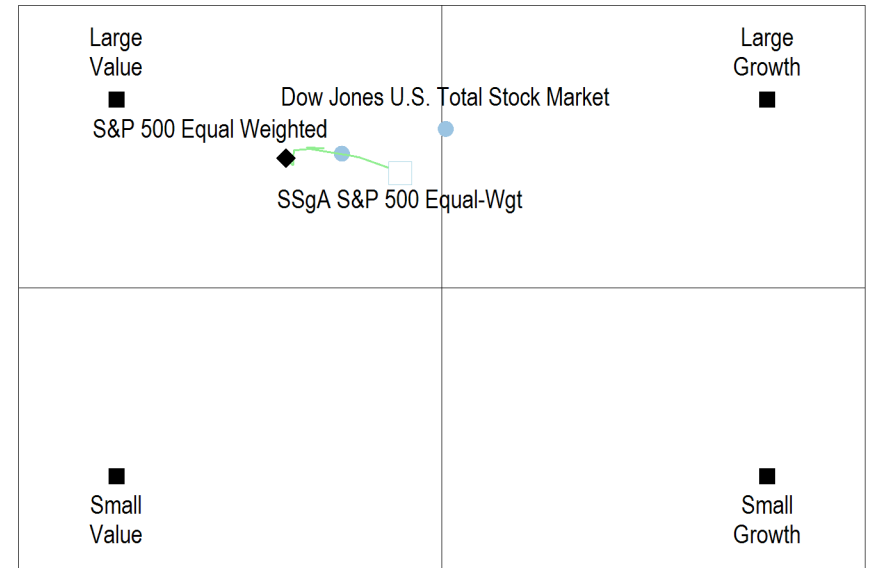 Large
Value
Large
Growth
Dow Jones U.S. Total Stock Market
S&P 500 Equal Weighted
SSgA S&P 500 Equal-Wgt
Small
Value
Small
Growth